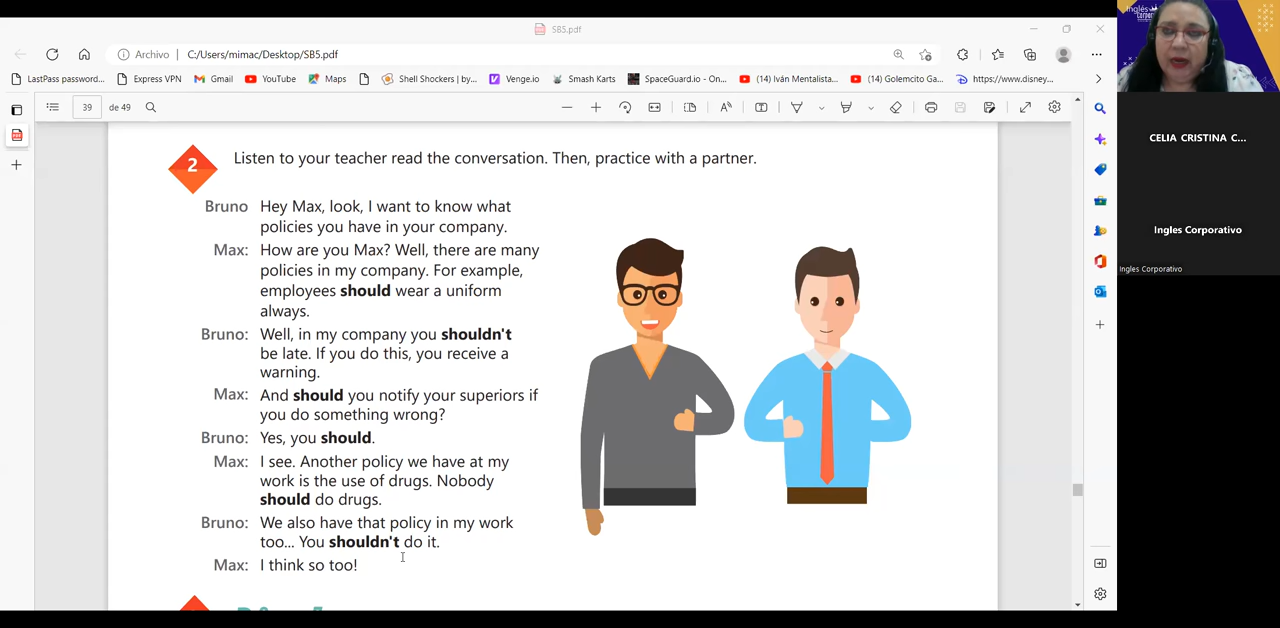 SB5.pdf
Archivo | C:/Users/mimac/Desktop/SB5.pdf
LastPass password... Express VPN Gmail YouTube Maps Shell Shockers | by... Venge.io Smash Karts SpaceGuard.io - On... (14) Iván Mentalista... (14) Golemcito Ga... https://www.disney...
39 de 49
2 Listen to your teacher read the conversation. Then, practice with a partner.
Bruno Hey Max, look, I want to know what
policies you have in your company.
Max: How are you Max? Well, there are many
policies in my company. For example,
employees should wear a uniform
always.
Bruno: Well, in my company you shouldn't
be late. If you do this, you receive a
warning.
Max: And should you notify your superiors if
you do something wrong?
Bruno: Yes, you should.
Max: I see. Another policy we have at my
work is the use of drugs. Nobody
should do drugs.
Bruno: We also have that policy in my work
too... You shouldn't do it.
Max: I think so too!
Inglés
CELIA CRISTINA C...
Ingles Corporativo
Ingles Corporativo